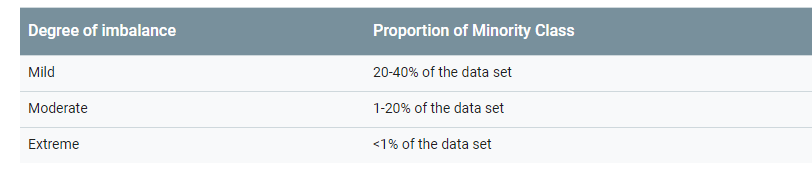 Degree of imbalance Proportion of Minority Class
Mild 20-40% of the data set
Moderate 1-20% of the data set
Extreme <1% of the data set